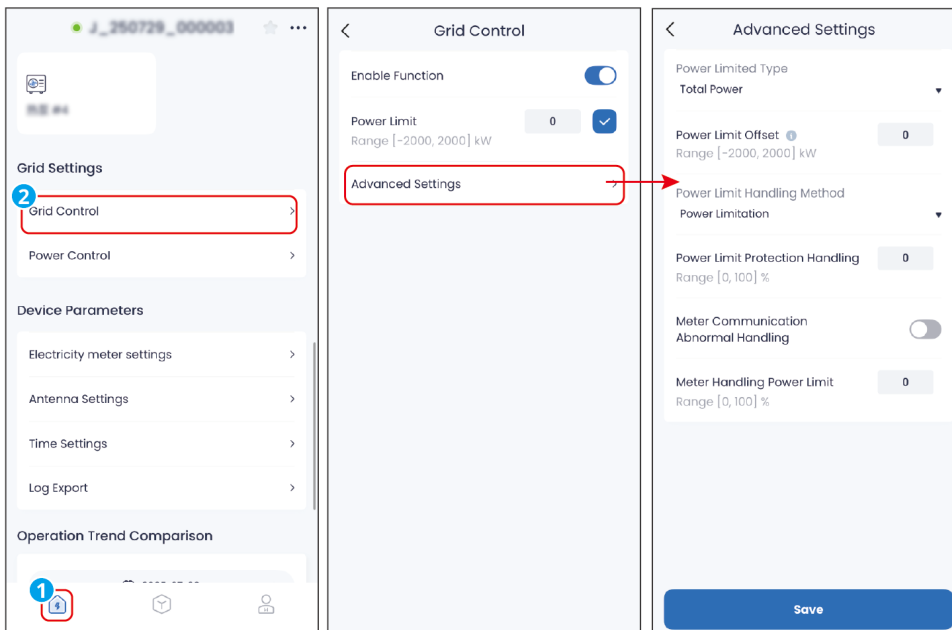 J_250729_000003
Grid Settings
2
Grid Control
Power Control
Device Parameters
Electricity meter settings
Antenna Settings
Time Settings
Log Export
Operation Trend Comparison
1
Grid Control
Enable Function
Power Limit
0
Range [-2000, 2000] kW
Advanced Settings
Advanced Settings
Power Limited Type
Total Power
Power Limit Offset
0
Range [-2000, 2000] kW
Power Limit Handling Method
Power Limitation
Power Limit Protection Handling
0
Range [0, 100] %
Meter Communication
Abnormal Handling
Meter Handling Power Limit
0
Range [0, 100] %
Save